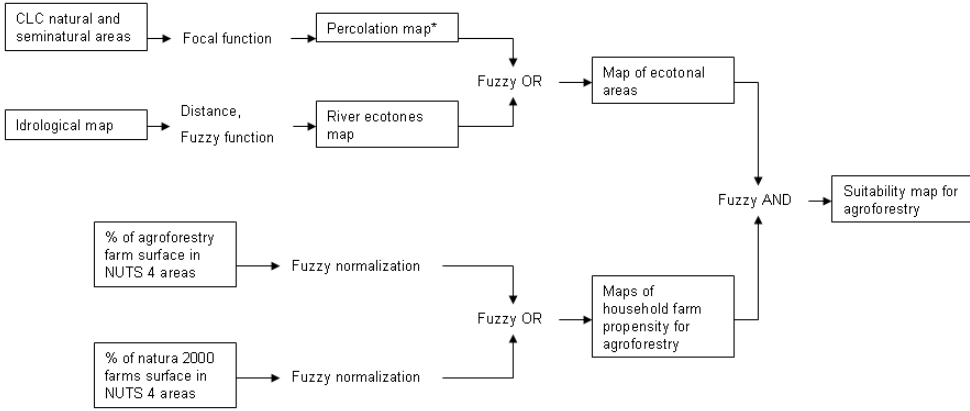 CLC natural and
seminatural areas
Focal function
Percolation map*
Fuzzy OR
Map of ecotonal
areas
Idrological map
Distance,
Fuzzy function
River ecotones
map
Fuzzy AND
Suitability map for
agroforestry
% of agroforestry
farm surface in
NUTS 4 areas
Fuzzy normalization
Fuzzy OR
Maps of
household farm
propensity for
agroforestry
% of natura 2000
farms surface in
NUTS 4 areas
Fuzzy normalization